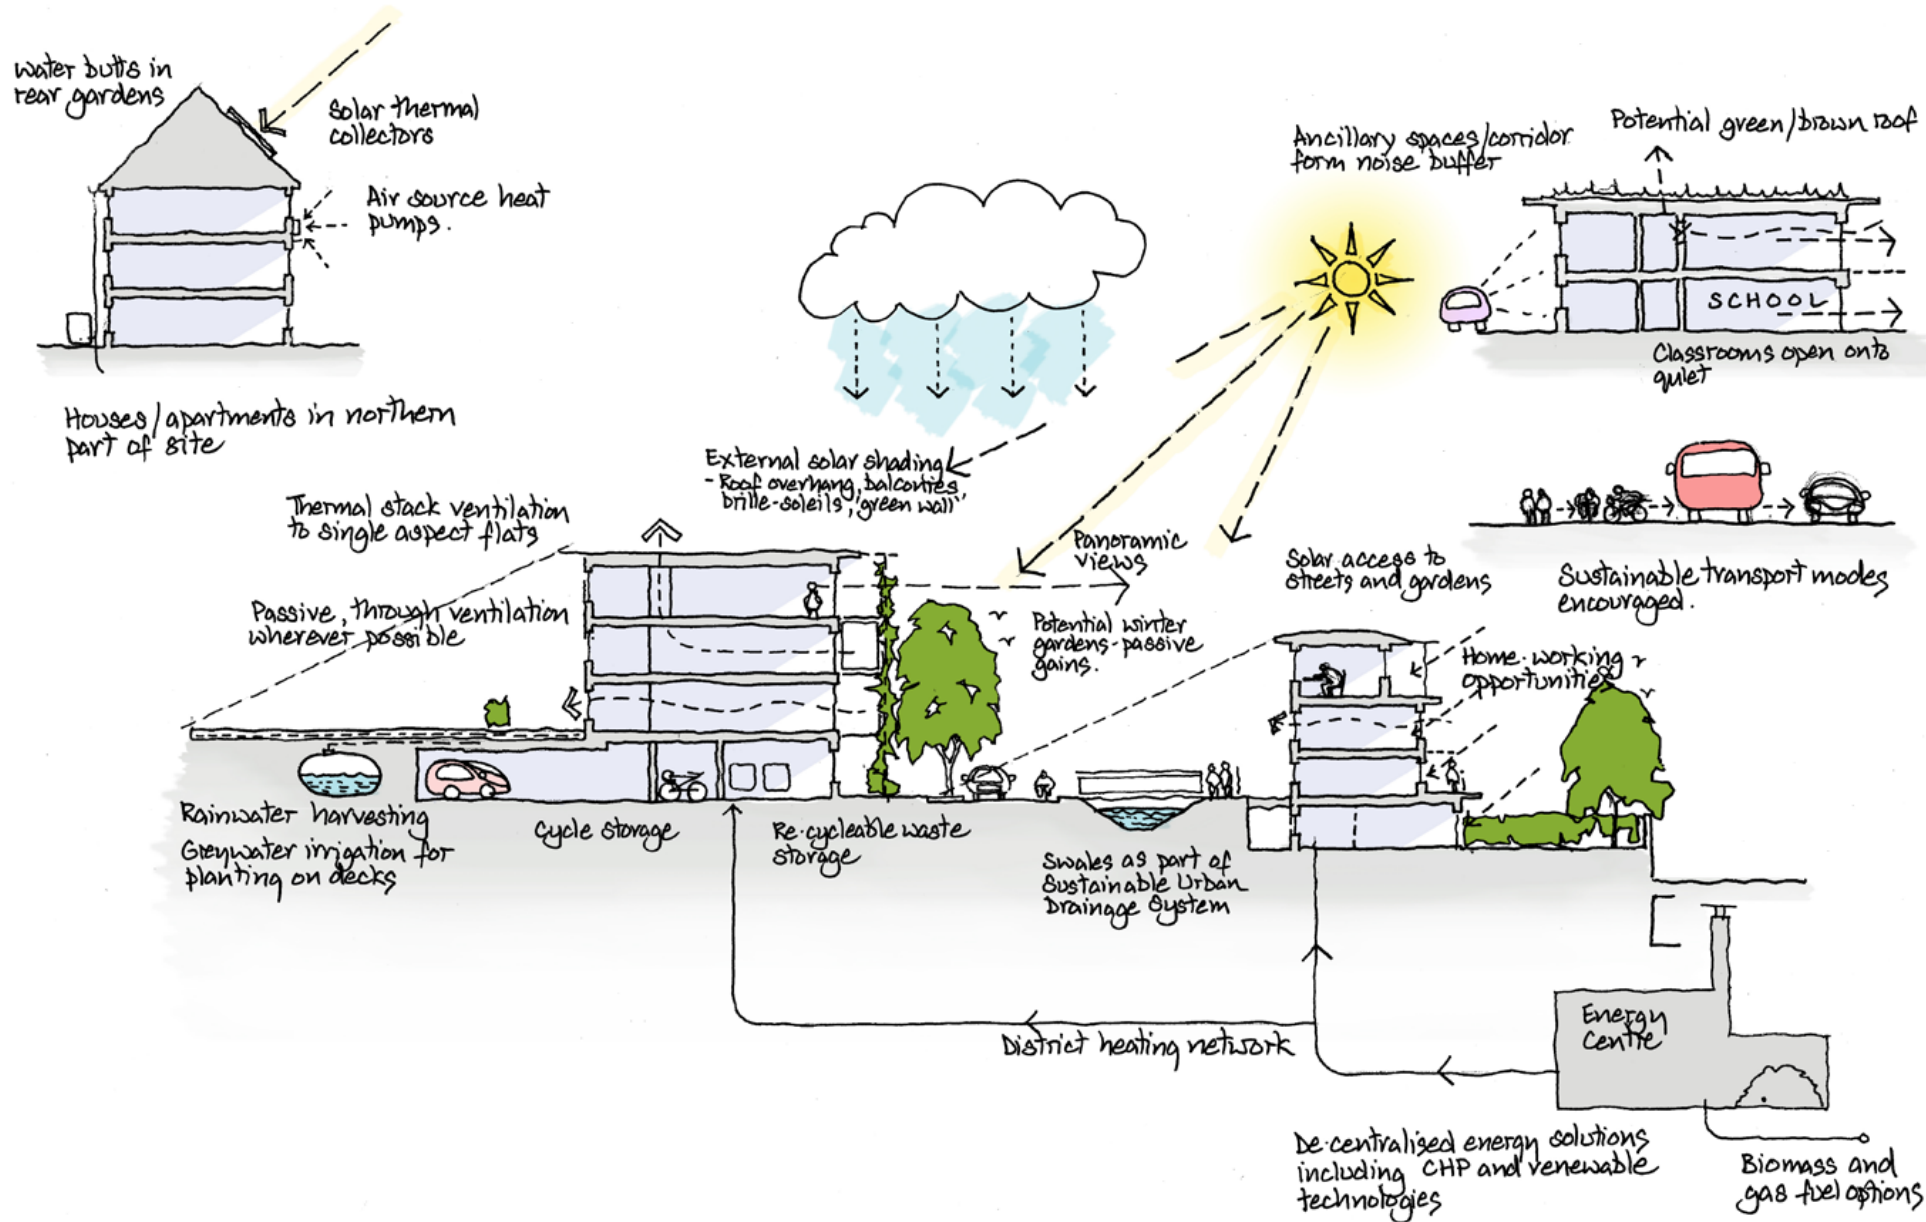 Water butts in
rear gardens
Solar thermal
collectors
Air source heat
pumps.
Houses/apartments in northern
part of site
Ancillary spaces/corridor
form noise buffer
Potential green/brown roof
SCHOOL
Classrooms open onto
quiet
External solar shading
- Roof overhang, balconies
brille-soleils, "green wall"
Thermal stack ventilation
to single aspect flats
Passive, through ventilation
wherever possible
Panoramic
views
Potential winter
gardens-passive
gains.
Solar access to
streets and gardens
Sustainable transport modes
encouraged.
Home-working
opportunities
Rainwater harvesting
Greywater irrigation for
planting on decks
Cycle storage
Re-cycleable waste
storage
Swales as part of
Sustainable Urban
Drainage System
District heating network
Energy
Centre
De-centralised energy solutions
including CHP and renewable
technologies
Biomass and
gas fuel options